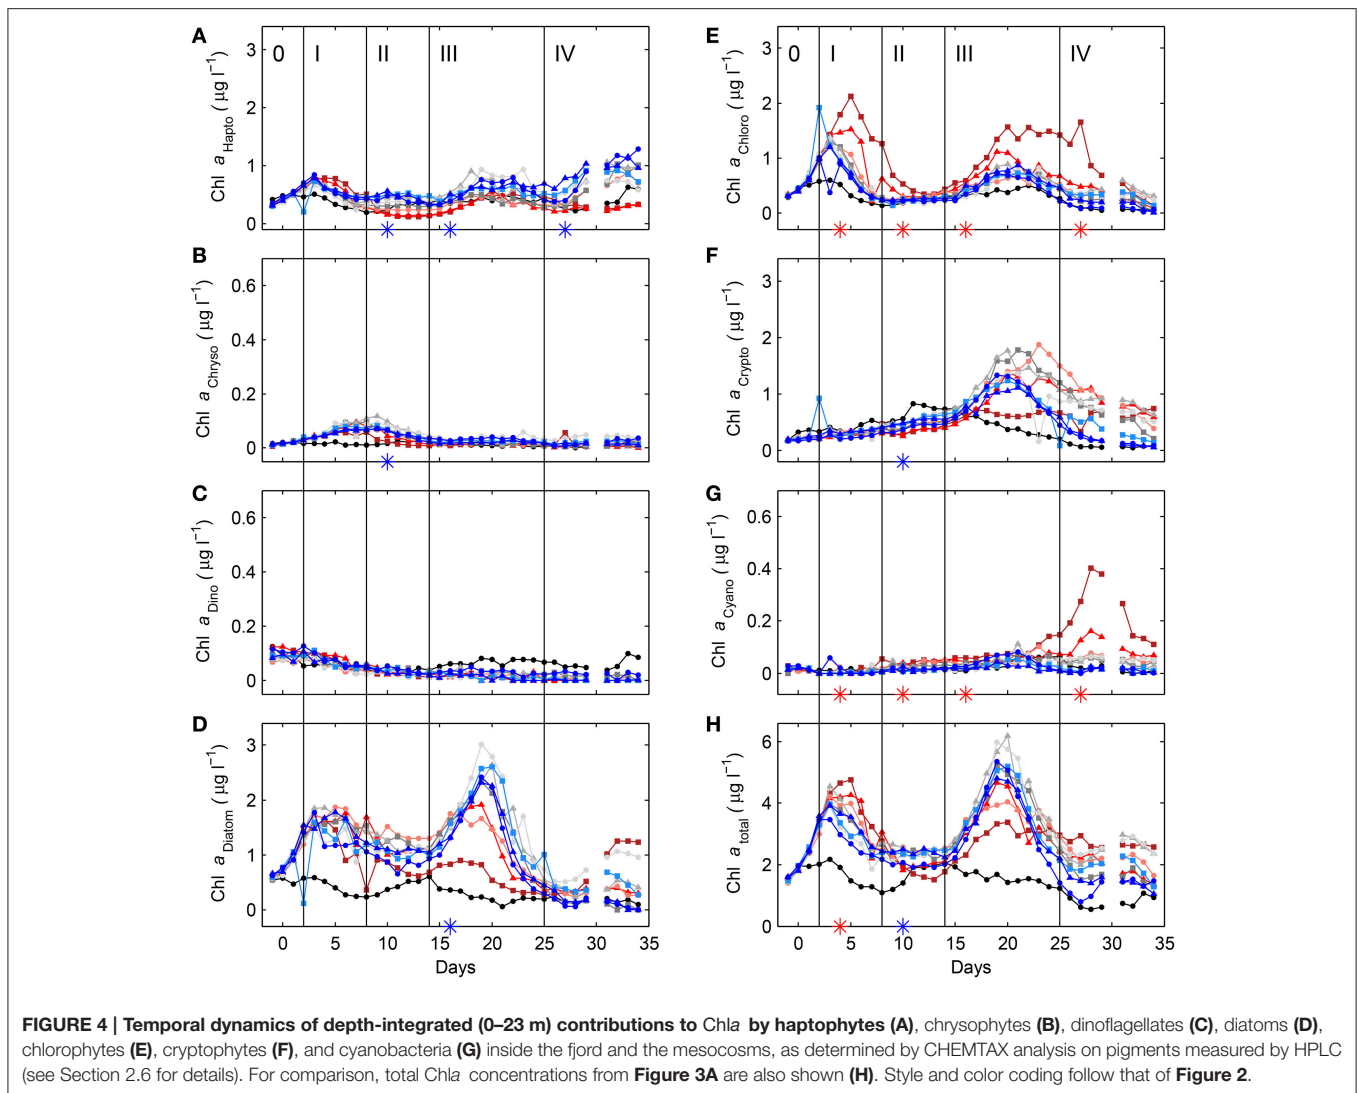 A
0 I II III IV
3
2
1
0
Chl a Hapto ( μg l−1)
B
0.6
0.4
0.2
0
Chl a Chryso ( μg l−1)
C
0.6
0.4
0.2
0
Chl a Dino ( μg l−1)
D
3
2
1
0
Chl a Diatom ( μg l−1)
0 5 10 15 20 25 30 35
Days
E
0 I II III IV
3
2
1
0
Chl a Chloro ( μg l−1)
F
3
2
1
0
Chl a Crypto ( μg l−1)
G
0.6
0.4
0.2
0
Chl a Cyano ( μg l−1)
H
6
4
2
0
Chl a total ( μg l−1)
0 5 10 15 20 25 30 35
Days
FIGURE 4 | Temporal dynamics of depth-integrated (0–23 m) contributions to Chla by haptophytes (A), chrysophytes (B), dinoflagellates (C), diatoms (D),
chlorophytes (E), cryptophytes (F), and cyanobacteria (G) inside the fjord and the mesocosms, as determined by CHEMTAX analysis on pigments measured by HPLC
(see Section 2.6 for details). For comparison, total Chla concentrations from Figure 3A are also shown (H). Style and color coding follow that of Figure 2.